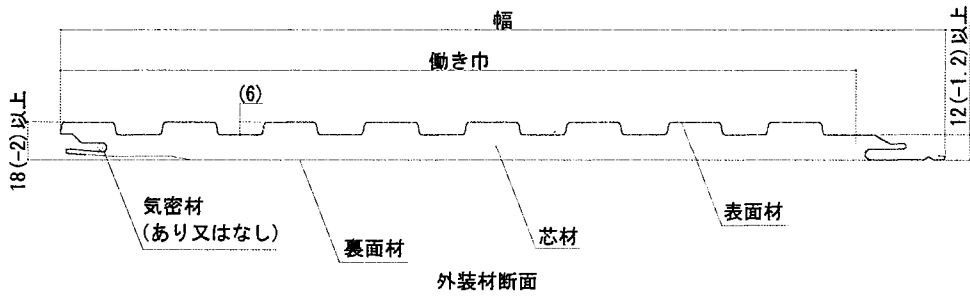 幅
働き巾
(6)
18(-2)以上
12(-1.2)以上
気密材
(あり又はなし)
裏面材
芯材
表面材
外装材断面